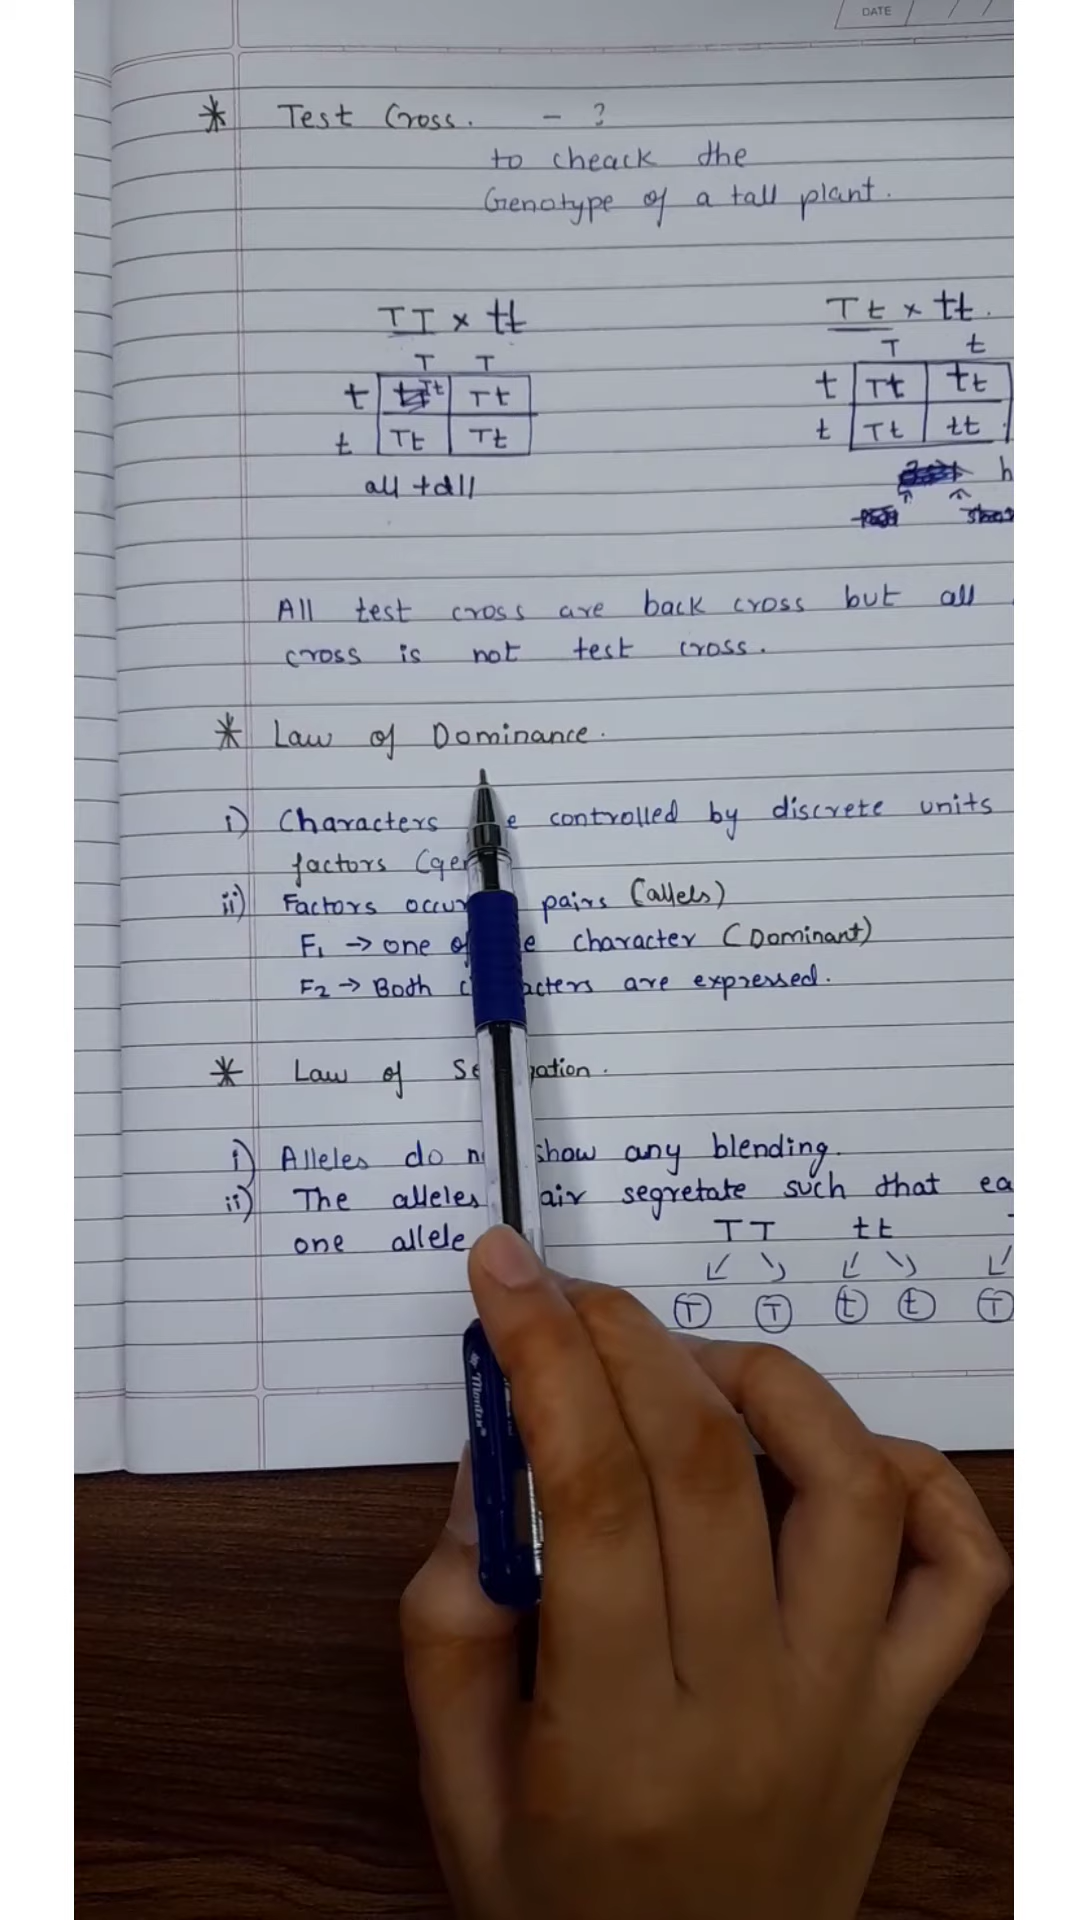 DATE
* Test Cross. - ?
to cheack the
Genotype of a tall plant.
TT x tt
T T
t Tt Tt
t Tt Tt
all tall
Tt x tt.
T t
t Tt tt
t Tt tt
h
All test cross are back cross but all
cross is not test cross.
* Law of Dominance.
i) Characters controlled by discrete units
factors
ii) Factors occur pairs (allels)
F1 → one character (Dominant)
F2 → Both are expressed.
* Law of
i) Alleles do show any blending.
ii) The alleles segretate such that
one allele
TT tt
T T t t T
Montex